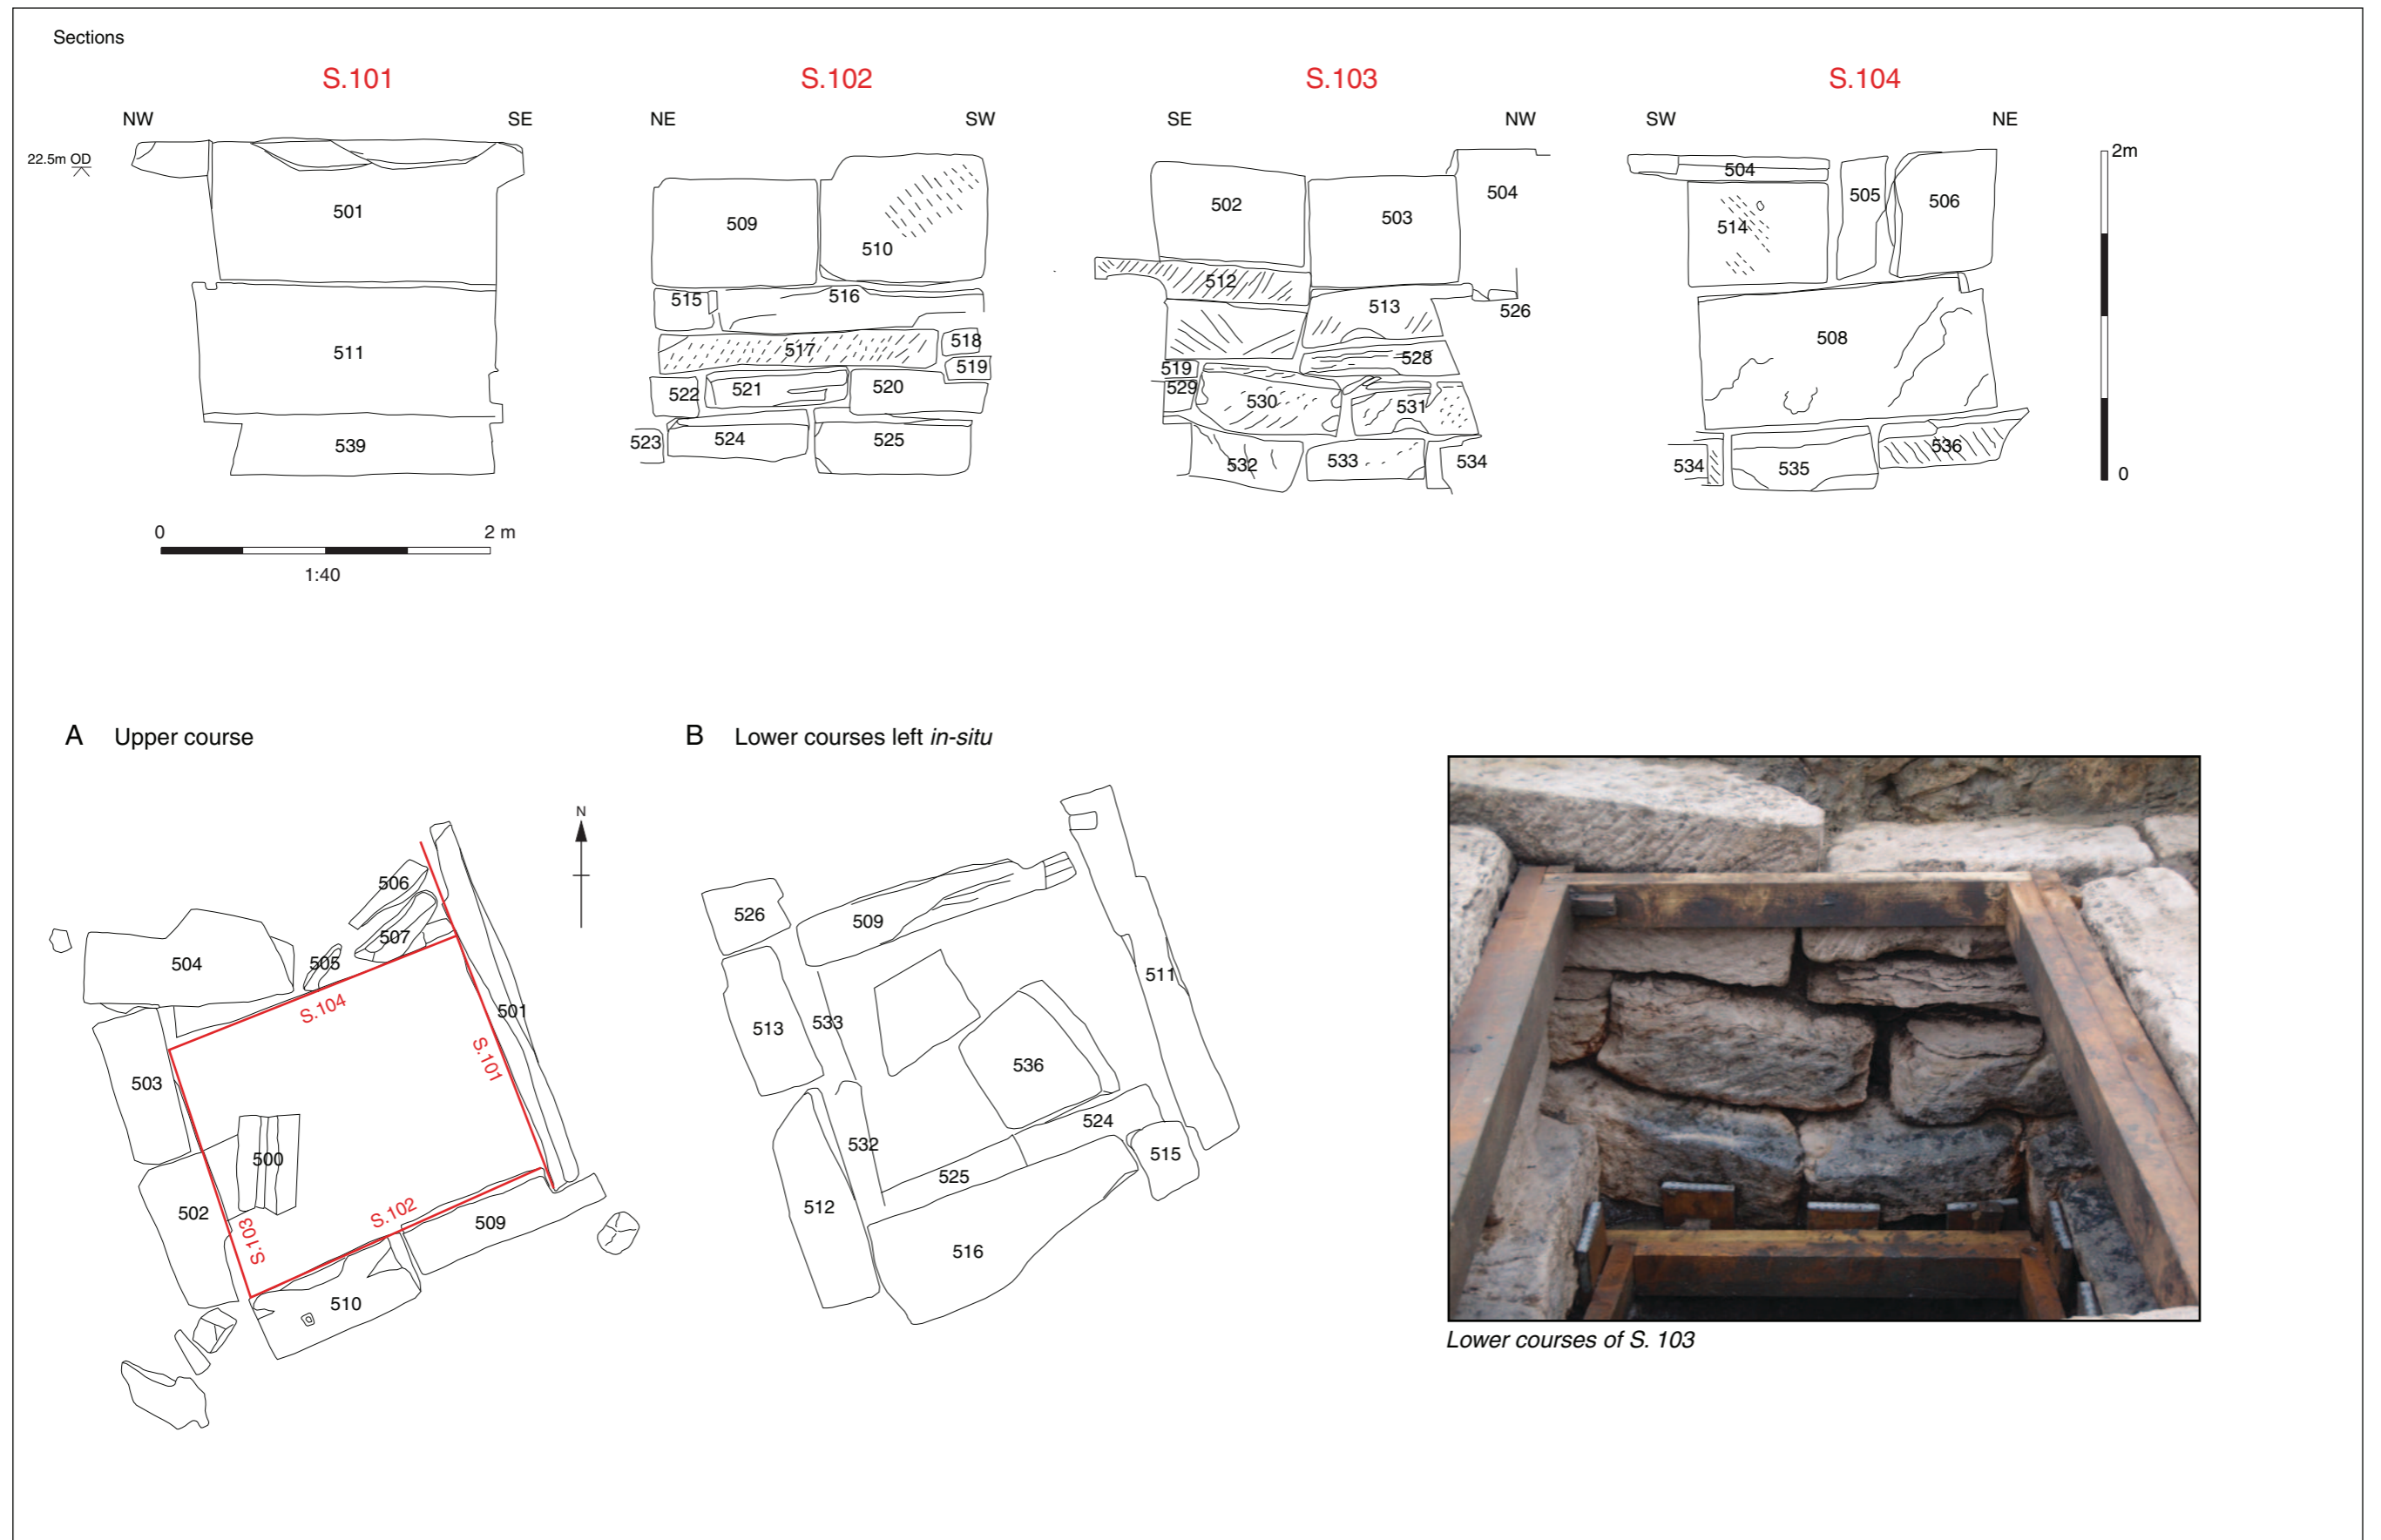 Sections
S.101
NW
SE
22.5m OD
501
511
539
0
2 m
1:40
S.102
NE
SW
509
510
515
516
517
518
519
522
521
520
523
524
525
S.103
SE
NW
502
503
504
512
513
526
519
528
529
530
531
532
533
534
S.104
SW
NE
504
505
506
514
508
534
535
536
2m
0
A Upper course
506
507
505
504
S.104
501
S.101
503
500
502
S.103
S.102
509
510
N
B Lower courses left in-situ
526
509
513
533
511
536
524
532
515
525
512
516
Lower courses of S. 103